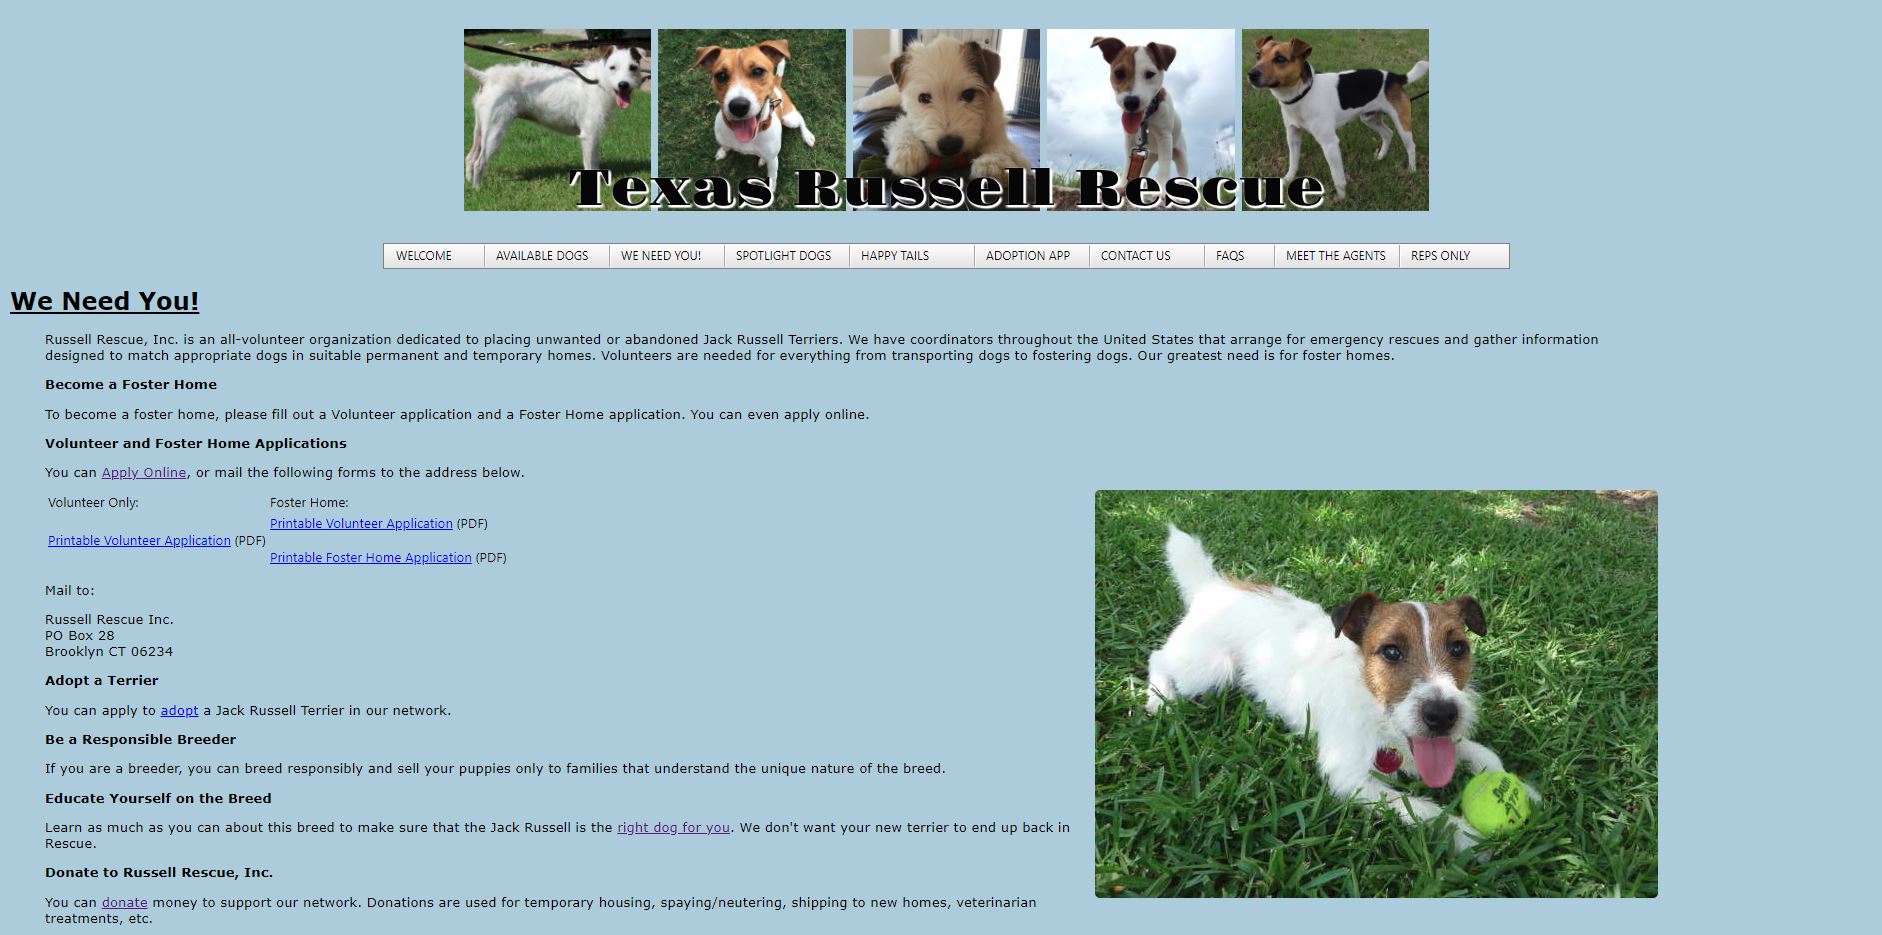 Texas Russell Rescue
WELCOME
AVAILABLE DOGS
WE NEED YOU!
SPOTLIGHT DOGS
HAPPY TAILS
ADOPTION APP
CONTACT US
FAQS
MEET THE AGENTS
REPS ONLY
We Need You!
Russell Rescue, Inc. is an all-volunteer organization dedicated to placing unwanted or abandoned Jack Russell Terriers. We have coordinators throughout the United States that arrange for emergency rescues and gather information
designed to match appropriate dogs in suitable permanent and temporary homes. Volunteers are needed for everything from transporting dogs to fostering dogs. Our greatest need is for foster homes.
Become a Foster Home
To become a foster home, please fill out a Volunteer application and a Foster Home application. You can even apply online.
Volunteer and Foster Home Applications
You can Apply Online, or mail the following forms to the address below.
Volunteer Only:
Printable Volunteer Application (PDF)
Foster Home:
Printable Volunteer Application (PDF)
Printable Foster Home Application (PDF)
Mail to:
Russell Rescue Inc.
PO Box 28
Brooklyn CT 06234
Adopt a Terrier
You can apply to adopt a Jack Russell Terrier in our network.
Be a Responsible Breeder
If you are a breeder, you can breed responsibly and sell your puppies only to families that understand the unique nature of the breed.
Educate Yourself on the Breed
Learn as much as you can about this breed to make sure that the Jack Russell is the right dog for you. We don't want your new terrier to end up back in
Rescue.
Donate to Russell Rescue, Inc.
You can donate money to support our network. Donations are used for temporary housing, spaying/neutering, shipping to new homes, veterinarian
treatments, etc.